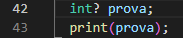 42 int? prova;
43 print(prova);